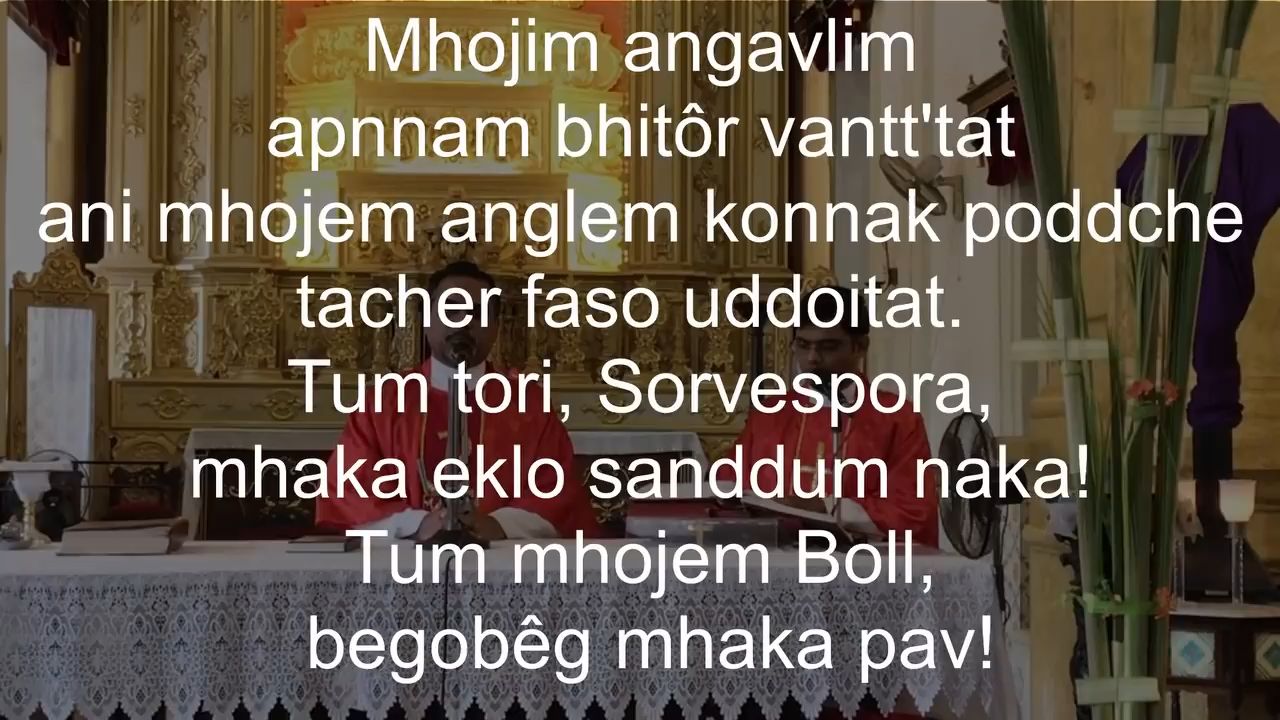 Mhojim angavlim
apnnam bhitôr vantt'tat
ani mhojem anglem konnak poddche
tacher faso uddoitat.
Tum tori, Sorvespora,
mhaka eklo sanddum naka!
Tum mhojem Boll,
begobêg mhaka pav!